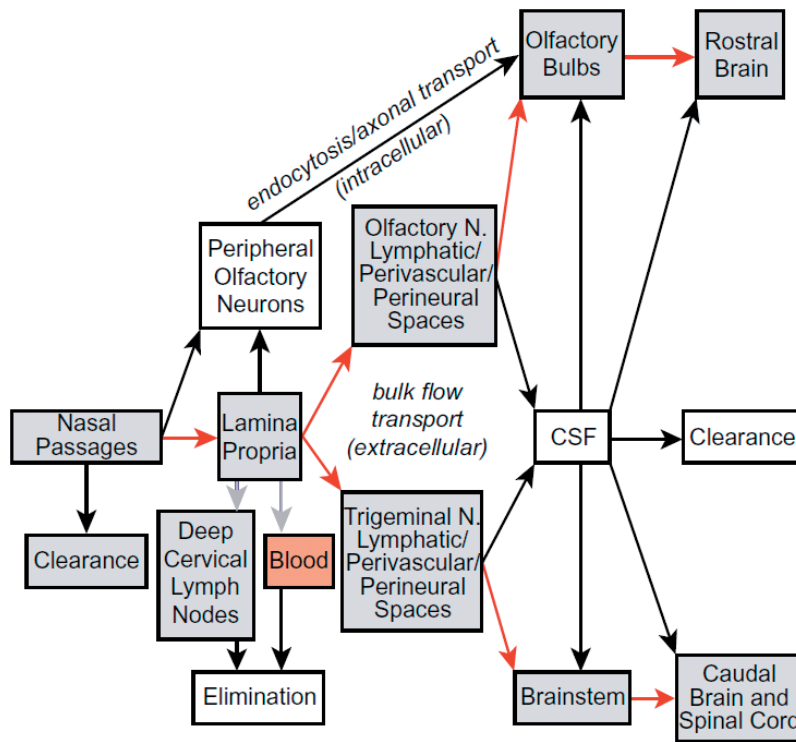 Olfactory
Bulbs
Rostral
Brain
endocytosis/axonal transport
(intracellular)
Peripheral
Olfactory
Neurons
Olfactory N.
Lymphatic/
Perivascular/
Perineural
Spaces
bulk flow
transport
(extracellular)
Nasal
Passages
Lamina
Propria
CSF
Clearance
Clearance
Deep
Cervical
Lymph
Nodes
Blood
Trigeminal N.
Lymphatic/
Perivascular/
Perineural
Spaces
Elimination
Brainstem
Caudal
Brain and
Spinal Cord